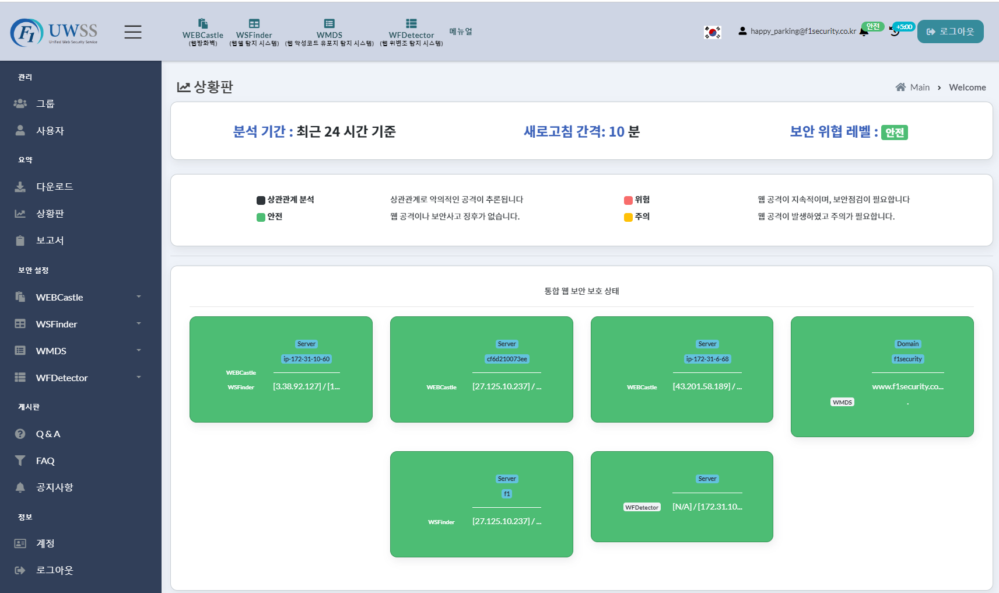 F1 UWSS
Unified Web Security Service
WEBCastle
(웹방화벽)
WSFinder
(웹쉘 탐지 시스템)
WMDS
(웹 악성코드 유포지 탐지 시스템)
WFDetector
(웹 위변조 탐지 시스템)
메뉴얼
happy_parking@f1security.co.kr
안전
+5:00
로그아웃
관리
그룹
사용자
요약
다운로드
상황판
보고서
보안 설정
WEBCastle
WSFinder
WMDS
WFDetector
게시판
Q & A
FAQ
공지사항
정보
계정
로그아웃
상황판
Main › Welcome
분석 기간 : 최근 24 시간 기준
새로고침 간격: 10 분
보안 위협 레벨 : 안전
상관관계 분석
상관관계로 악의적인 공격이 추론됩니다
위험
웹 공격이 지속적이며, 보안점검이 필요합니다
안전
웹 공격이나 보안사고 징후가 없습니다.
주의
웹 공격이 발생하였고 주의가 필요합니다.
통합 웹 보안 보호 상태
WEBCastle
WSFinder
Server
ip-172-31-10-60
[3.38.92.127] / [1...
WEBCastle
Server
cf6d210073ee
[27.125.10.237] / ...
WEBCastle
Server
ip-172-31-6-68
[43.201.58.189] / ...
WMDS
Domain
f1security
www.f1security.co...
.
WSFinder
Server
f1
[27.125.10.237] / ...
WFDetector
Server
[N/A] / [172.31.10...